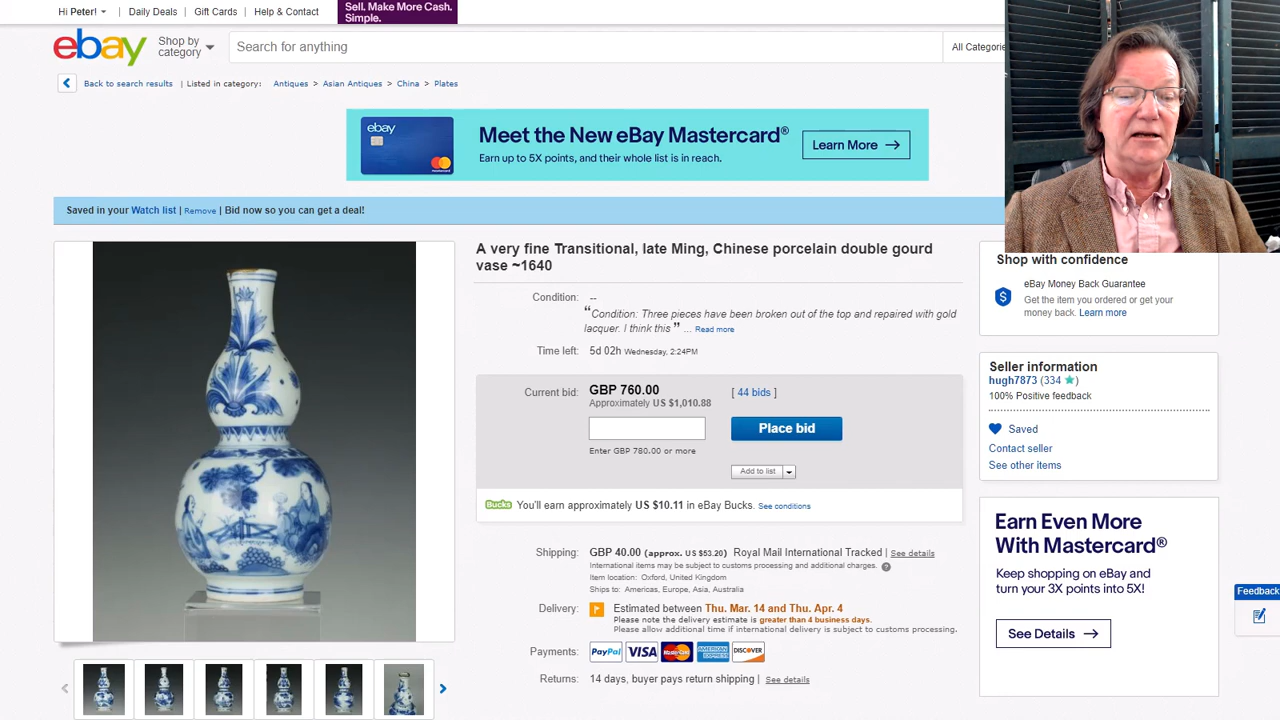 Hi Peter!
Daily Deals
Gift Cards
Help & Contact
Sell. Make More Cash.
Simple.
ebay
Shop by
category
Search for anything
All Categorie
Back to search results
Listed in category:
Antiques > Asian Antiques > China > Plates
ebay
Meet the New eBay Mastercard®
Earn up to 5X points, and their whole list is in reach.
Learn More
Saved in your Watch list | Remove | Bid now so you can get a deal!
A very fine Transitional, late Ming, Chinese porcelain double gourd
vase ~1640
Condition: --
“Condition: Three pieces have been broken out of the top and repaired with gold
lacquer. I think this ” ... Read more
Time left: 5d 02h Wednesday, 2:24PM
Current bid: GBP 760.00 [ 44 bids ]
Approximately US $1,010.88
Place bid
Enter GBP 780.00 or more
Add to list
Bucks You'll earn approximately US $10.11 in eBay Bucks. See conditions
Shipping: GBP 40.00 (approx. US $53.20) Royal Mail International Tracked | See details
International items may be subject to customs processing and additional charges. ?
Item location: Oxford, United Kingdom
Ships to: Americas, Europe, Asia, Australia
Delivery: Estimated between Thu. Mar. 14 and Thu. Apr. 4
Please note the delivery estimate is greater than 4 business days.
Please allow additional time if international delivery is subject to customs processing.
Payments: PayPal VISA MasterCard AMERICAN EXPRESS DISCOVER
Returns: 14 days, buyer pays return shipping | See details
Shop with confidence
eBay Money Back Guarantee
Get the item you ordered or get your
money back. Learn more
Seller information
hugh7873 (334 )
100% Positive feedback
Saved
Contact seller
See other items
Earn Even More
With Mastercard®
Keep shopping on eBay and
turn your 3X points into 5X!
See Details
Feedback